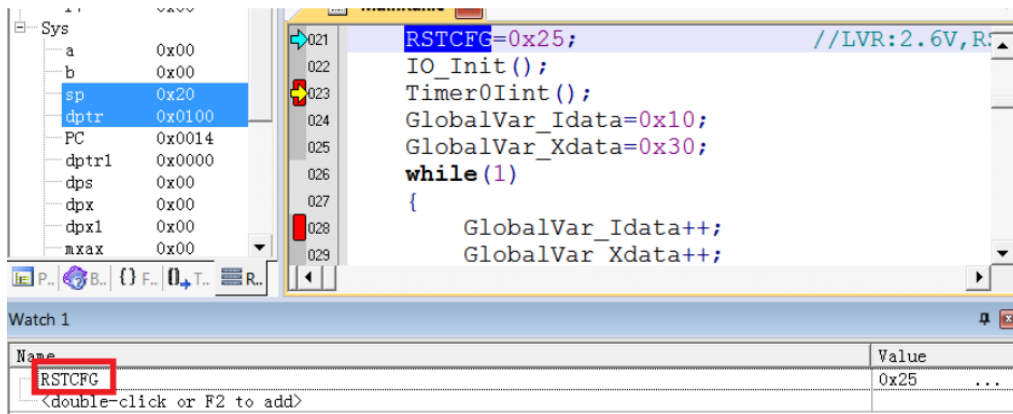 Sys
a 0x00
b 0x00
sp 0x20
dptr 0x0100
PC 0x0014
dptr1 0x0000
dps 0x00
dpx 0x00
dpx1 0x00
mxax 0x00
P.. B.. {} F.. 0 T.. R..
021 RSTCFG=0x25; //LVR:2.6V,RS
022 IO_Init();
023 Timer0Iint();
024 GlobalVar_Idata=0x10;
025 GlobalVar_Xdata=0x30;
026 while(1)
027 {
028 GlobalVar_Idata++;
029 GlobalVar_Xdata++;
Watch 1
Name Value
RSTCFG 0x25 ...
<double-click or F2 to add>